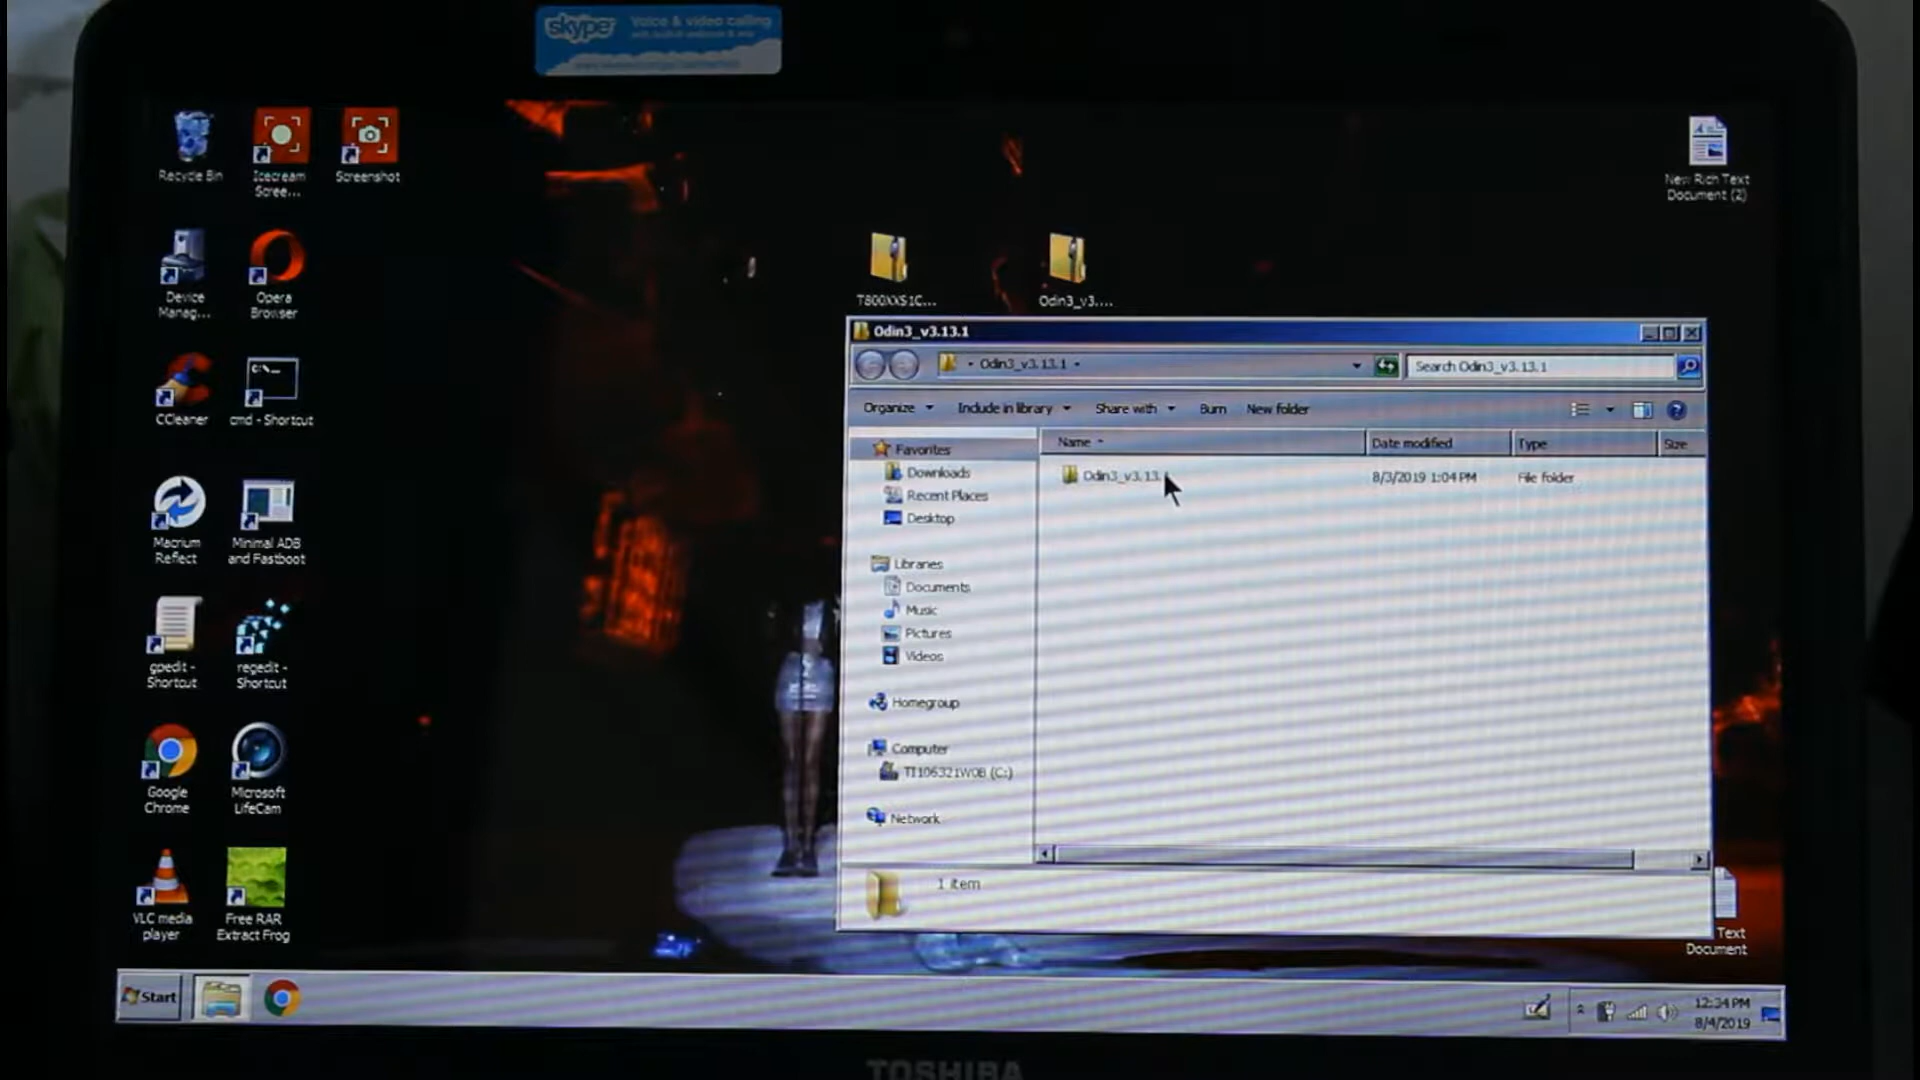 skype
Voice & video calling
Recycle Bin
Icecream
Scree...
Screenshot
New Rich Text
Document (2)
Device
Manag...
Opera
Browser
T800XXS1C...
Odin3_v3....
CCleaner
cmd - Shortcut
Macrium
Reflect
Minimal ADB
and Fastboot
gpedit -
Shortcut
regedit -
Shortcut
Google
Chrome
Microsoft
LifeCam
VLC media
player
Free RAR
Extract Frog
Odin3_v3.13.1
Odin3_v3.13.1
Search Odin3_v3.13.1
Organize
Include in library
Share with
Burn
New folder
Name
Date modified
Type
Size
Favorites
Downloads
Recent Places
Desktop
Libraries
Documents
Music
Pictures
Videos
Homegroup
Computer
TI106321W0B (C:)
Network
Odin3_v3.13.1
8/3/2019 1:04 PM
File folder
1 item
Text
Document
Start
12:34 PM
8/4/2019
TOSHIBA